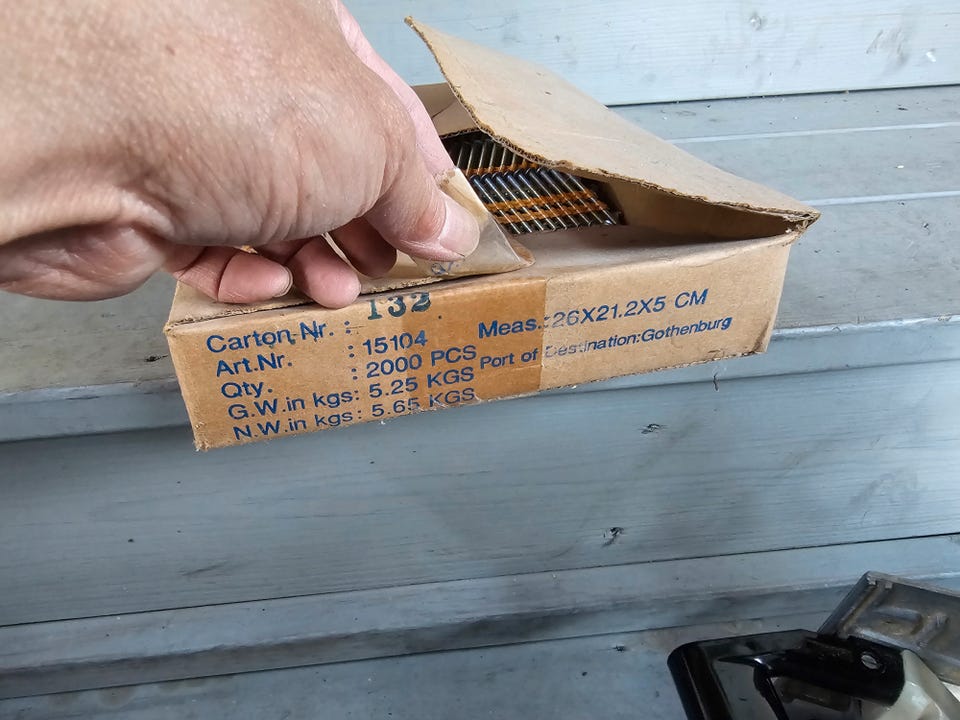 Carton Nr. : 132
Art.Nr. : 15104 Meas.:26X21.2X5 CM
Qty. : 2000 PCS Port of Destination:Gothenburg
G.W.in kgs: 5.25 KGS
N.W.in kgs: 5.65 KGS